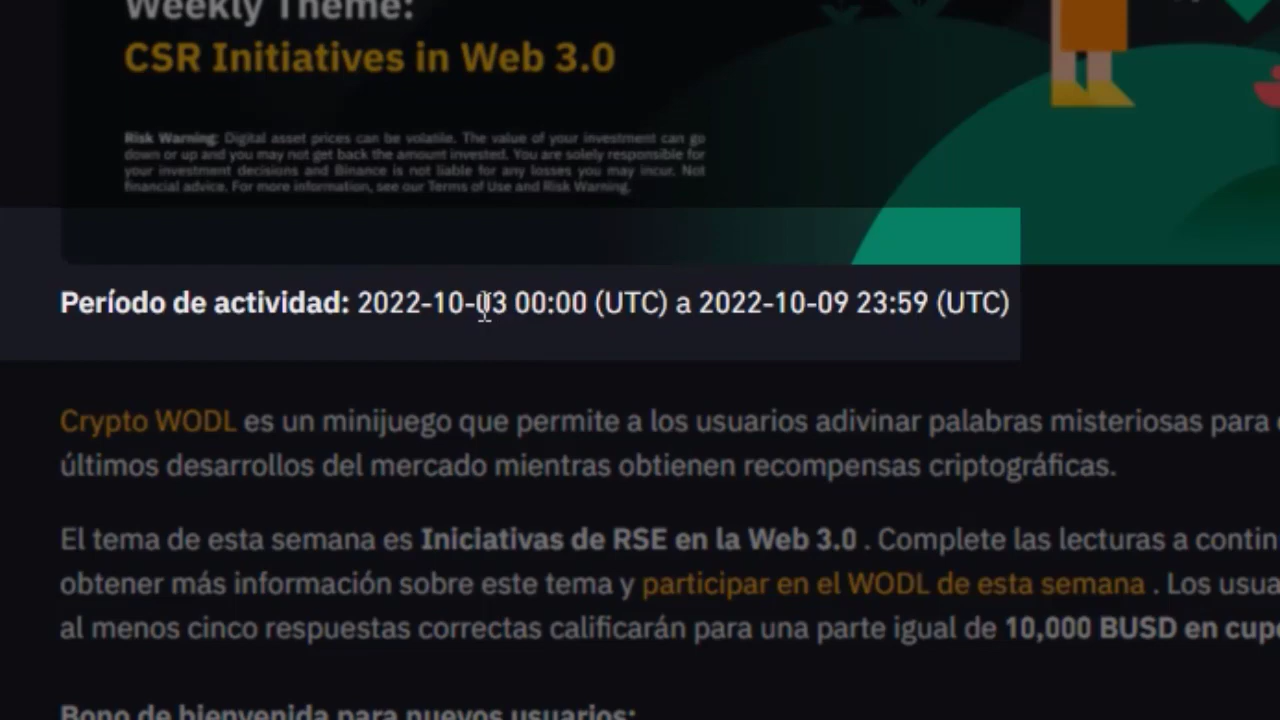 Weekly Theme:
CSR Initiatives in Web 3.0
Risk Warning: Digital asset prices can be volatile. The value of your investment can go
down or up and you may not get back the amount invested. You are solely responsible for
your investment decisions and Binance is not liable for any losses you may incur. Not
financial advice. For more information, see our Terms of Use and Risk Warning.
Período de actividad: 2022-10-03 00:00 (UTC) a 2022-10-09 23:59 (UTC)
Crypto WODL es un minijuego que permite a los usuarios adivinar palabras misteriosas para
últimos desarrollos del mercado mientras obtienen recompensas criptográficas.
El tema de esta semana es Iniciativas de RSE en la Web 3.0 . Complete las lecturas a contin
obtener más información sobre este tema y participar en el WODL de esta semana . Los usua
al menos cinco respuestas correctas calificarán para una parte igual de 10,000 BUSD en cup
Bono de bienvenida para nuevos usuarios: